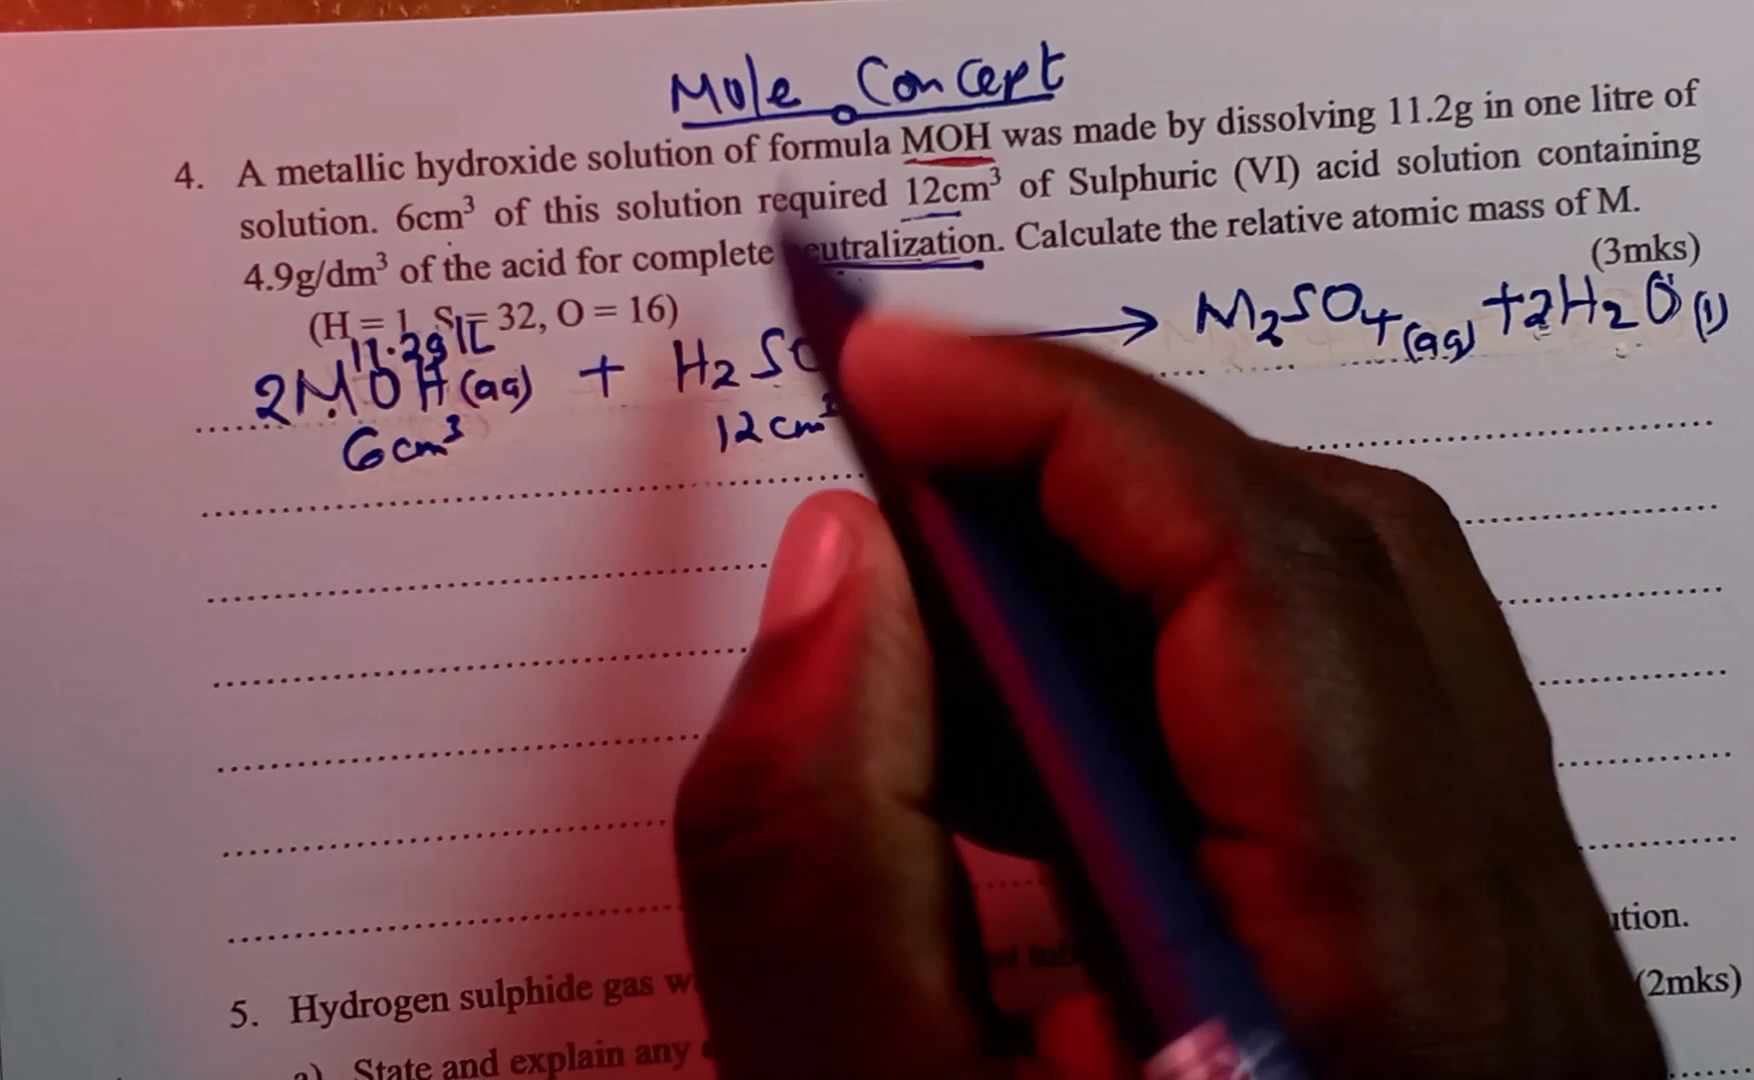 Mole Concept
4. A metallic hydroxide solution of formula MOH was made by dissolving 11.2g in one litre of
solution. 6cm³ of this solution required 12cm³ of Sulphuric (VI) acid solution containing
4.9g/dm³ of the acid for complete eutralization. Calculate the relative atomic mass of M.
(3mks)
(H = 1, S = 32, O = 16)
11.2g 1L
2MOH(aq) + H₂SO → M₂SO₄(aq) + 2H₂O(l)
6cm³ 12cm³
ution.
5. Hydrogen sulphide gas
(2mks)
a) State and explain any